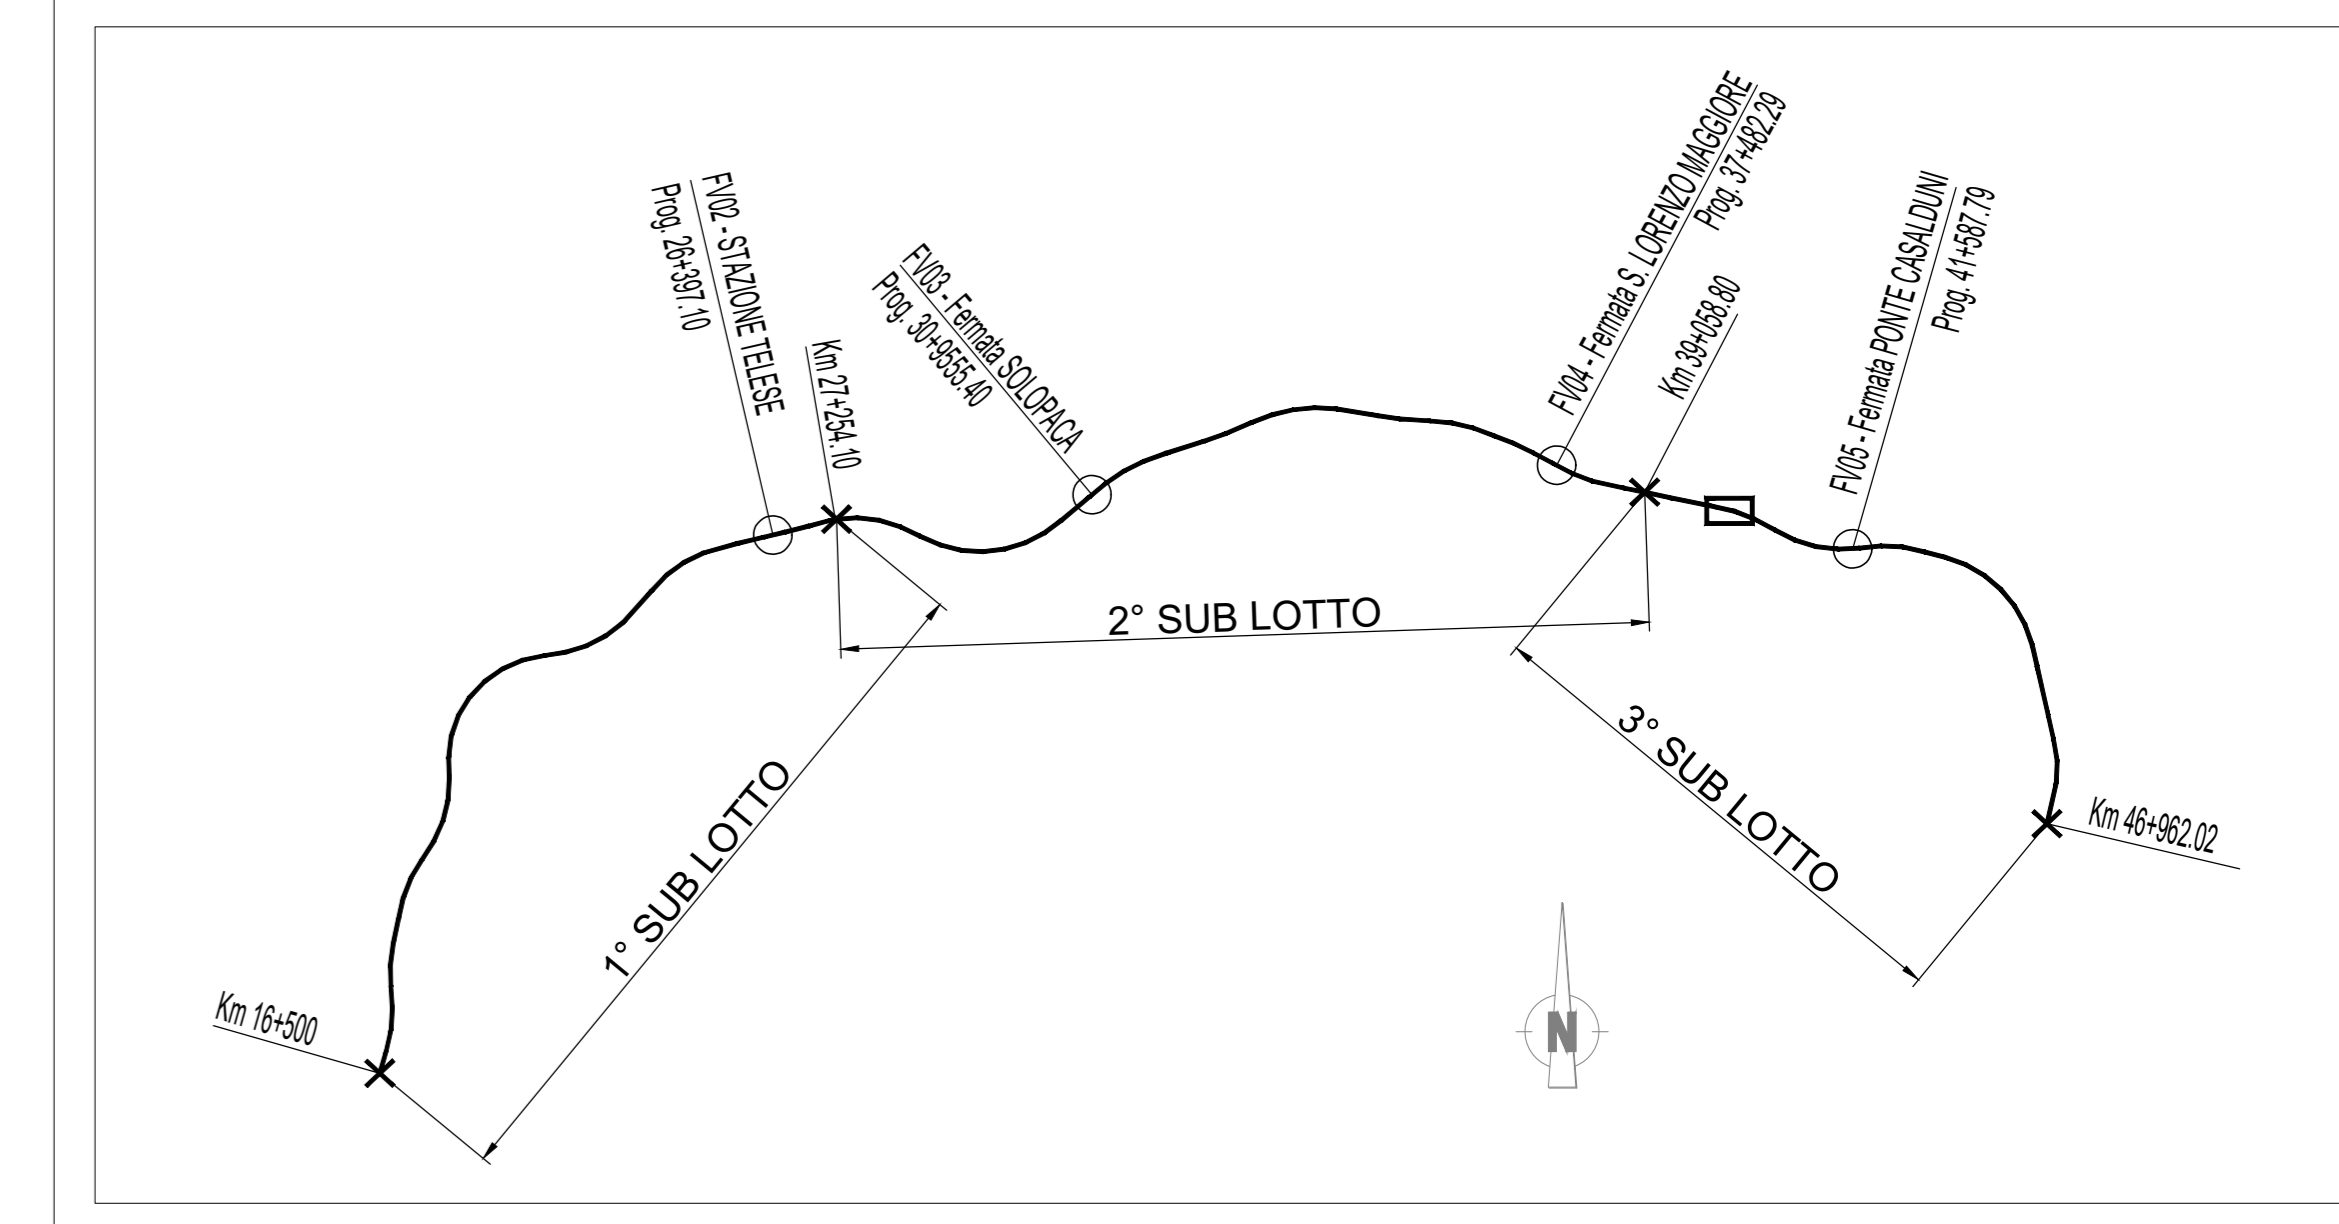 FV02 - STAZIONE TELESE
Prog. 26+397.10
Km 27+254.10
FV03 - Fermata SOLOPACA
Prog. 30+9555.40
FV04 - Fermata S. LORENZO MAGGIORE
Prog. 37+482.29
Km 39+058.80
FV05 - Fermata PONTE CASALDUNI
Prog. 41+587.79
2° SUB LOTTO
1° SUB LOTTO
3° SUB LOTTO
Km 46+962.02
Km 16+500
N